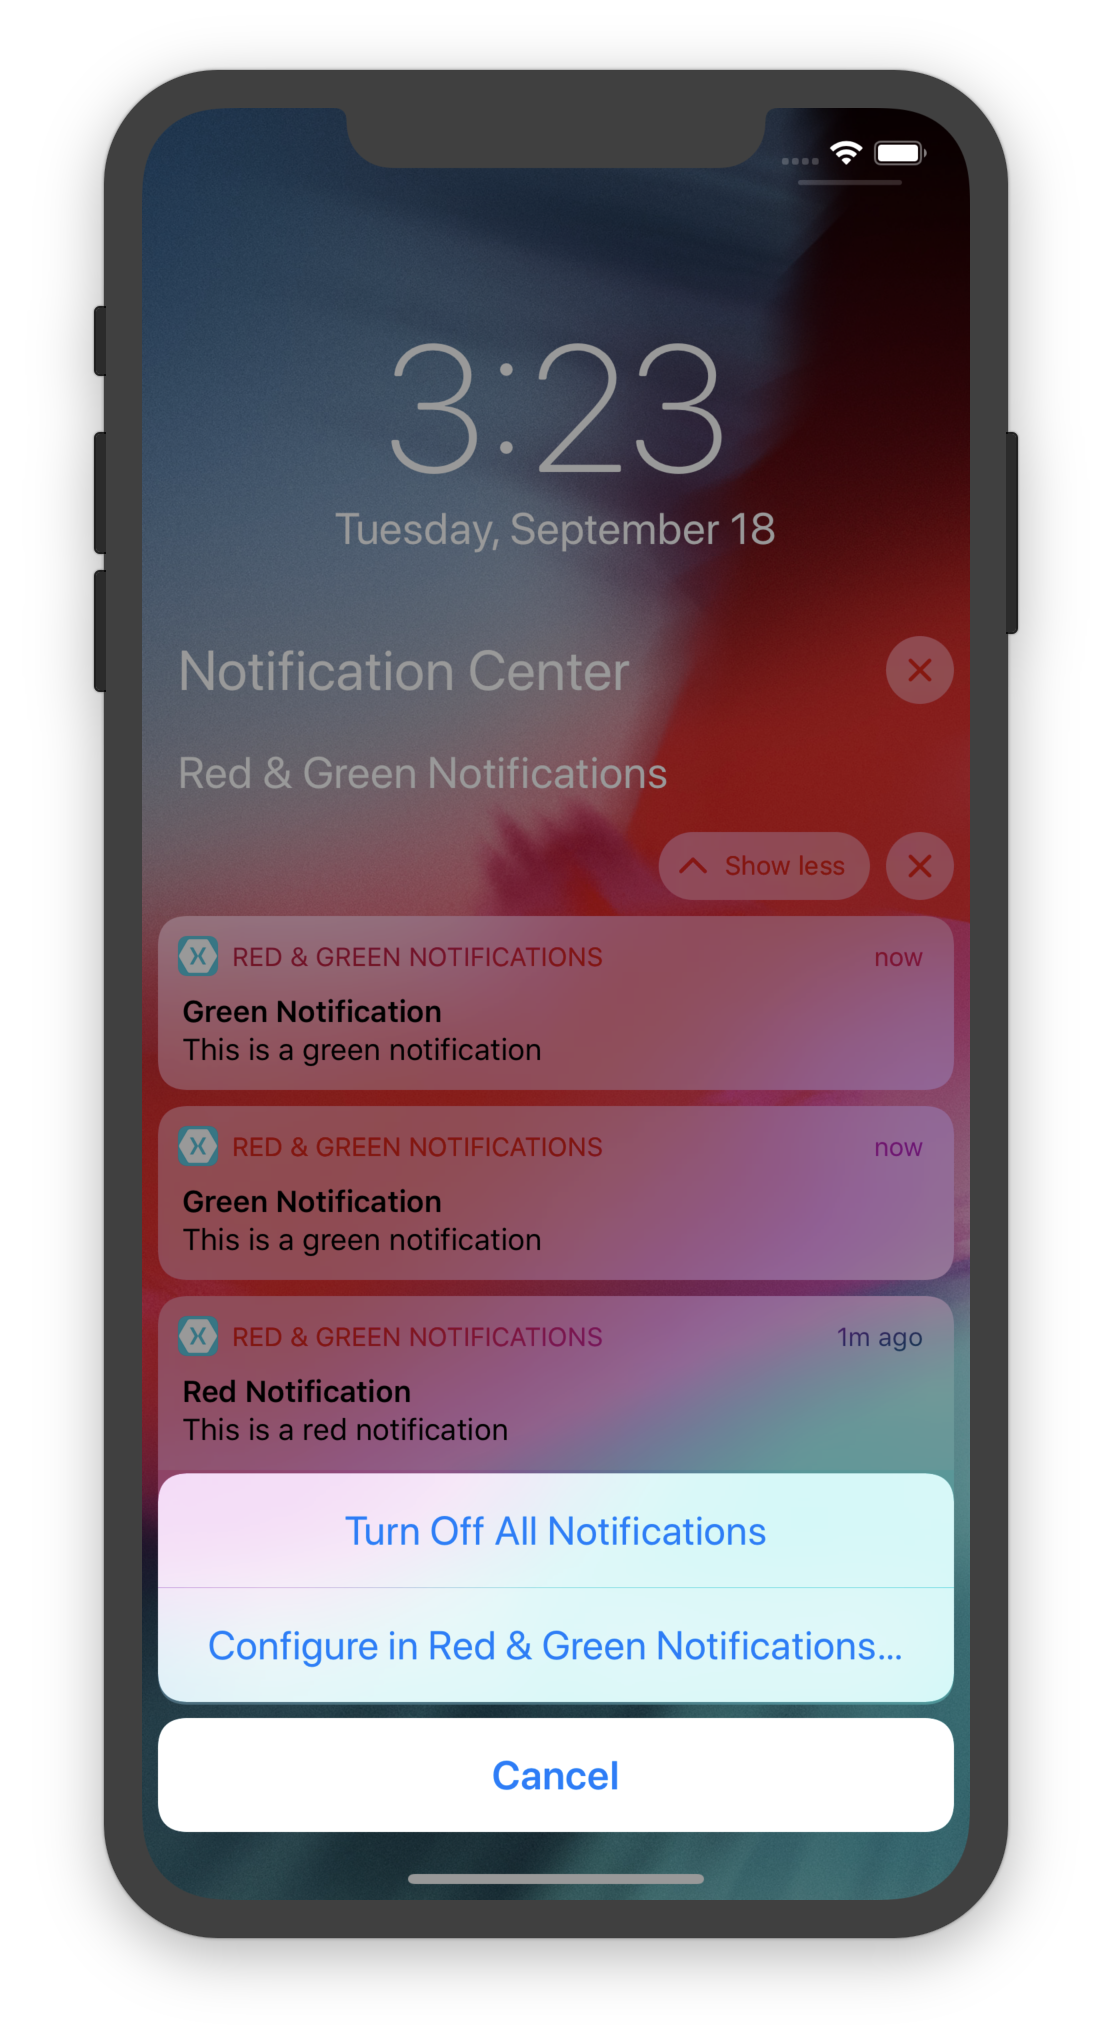 3:23
Tuesday, September 18
Notification Center
Red & Green Notifications
Show less
RED & GREEN NOTIFICATIONS now
Green Notification
This is a green notification
RED & GREEN NOTIFICATIONS now
Green Notification
This is a green notification
RED & GREEN NOTIFICATIONS 1m ago
Red Notification
This is a red notification
Turn Off All Notifications
Configure in Red & Green Notifications...
Cancel